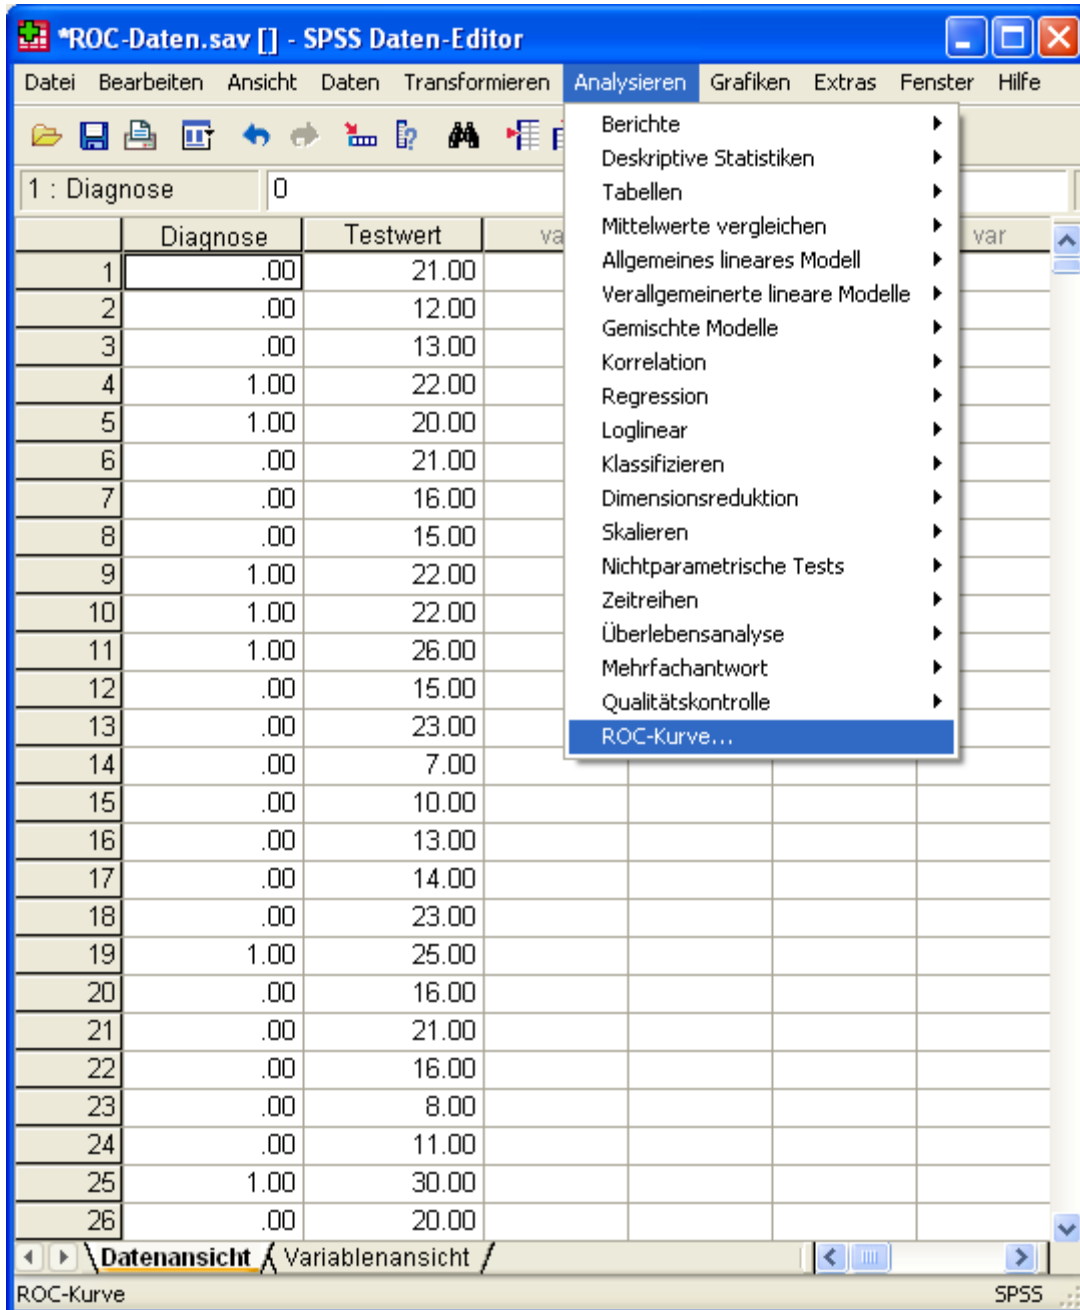 *ROC-Daten.sav [] - SPSS Daten-Editor
Datei Bearbeiten Ansicht Daten Transformieren Analysieren Grafiken Extras Fenster Hilfe
1 : Diagnose 0
Diagnose Testwert var
1 .00 21.00
2 .00 12.00
3 .00 13.00
4 1.00 22.00
5 1.00 20.00
6 .00 21.00
7 .00 16.00
8 .00 15.00
9 1.00 22.00
10 1.00 22.00
11 1.00 26.00
12 .00 15.00
13 .00 23.00
14 .00 7.00
15 .00 10.00
16 .00 13.00
17 .00 14.00
18 .00 23.00
19 1.00 25.00
20 .00 16.00
21 .00 21.00
22 .00 16.00
23 .00 8.00
24 .00 11.00
25 1.00 30.00
26 .00 20.00
Berichte
Deskriptive Statistiken
Tabellen
Mittelwerte vergleichen
Allgemeines lineares Modell
Verallgemeinerte lineare Modelle
Gemischte Modelle
Korrelation
Regression
Loglinear
Klassifizieren
Dimensionsreduktion
Skalieren
Nichtparametrische Tests
Zeitreihen
Überlebensanalyse
Mehrfachantwort
Qualitätskontrolle
ROC-Kurve...
Datenansicht Variablenansicht
ROC-Kurve SPSS